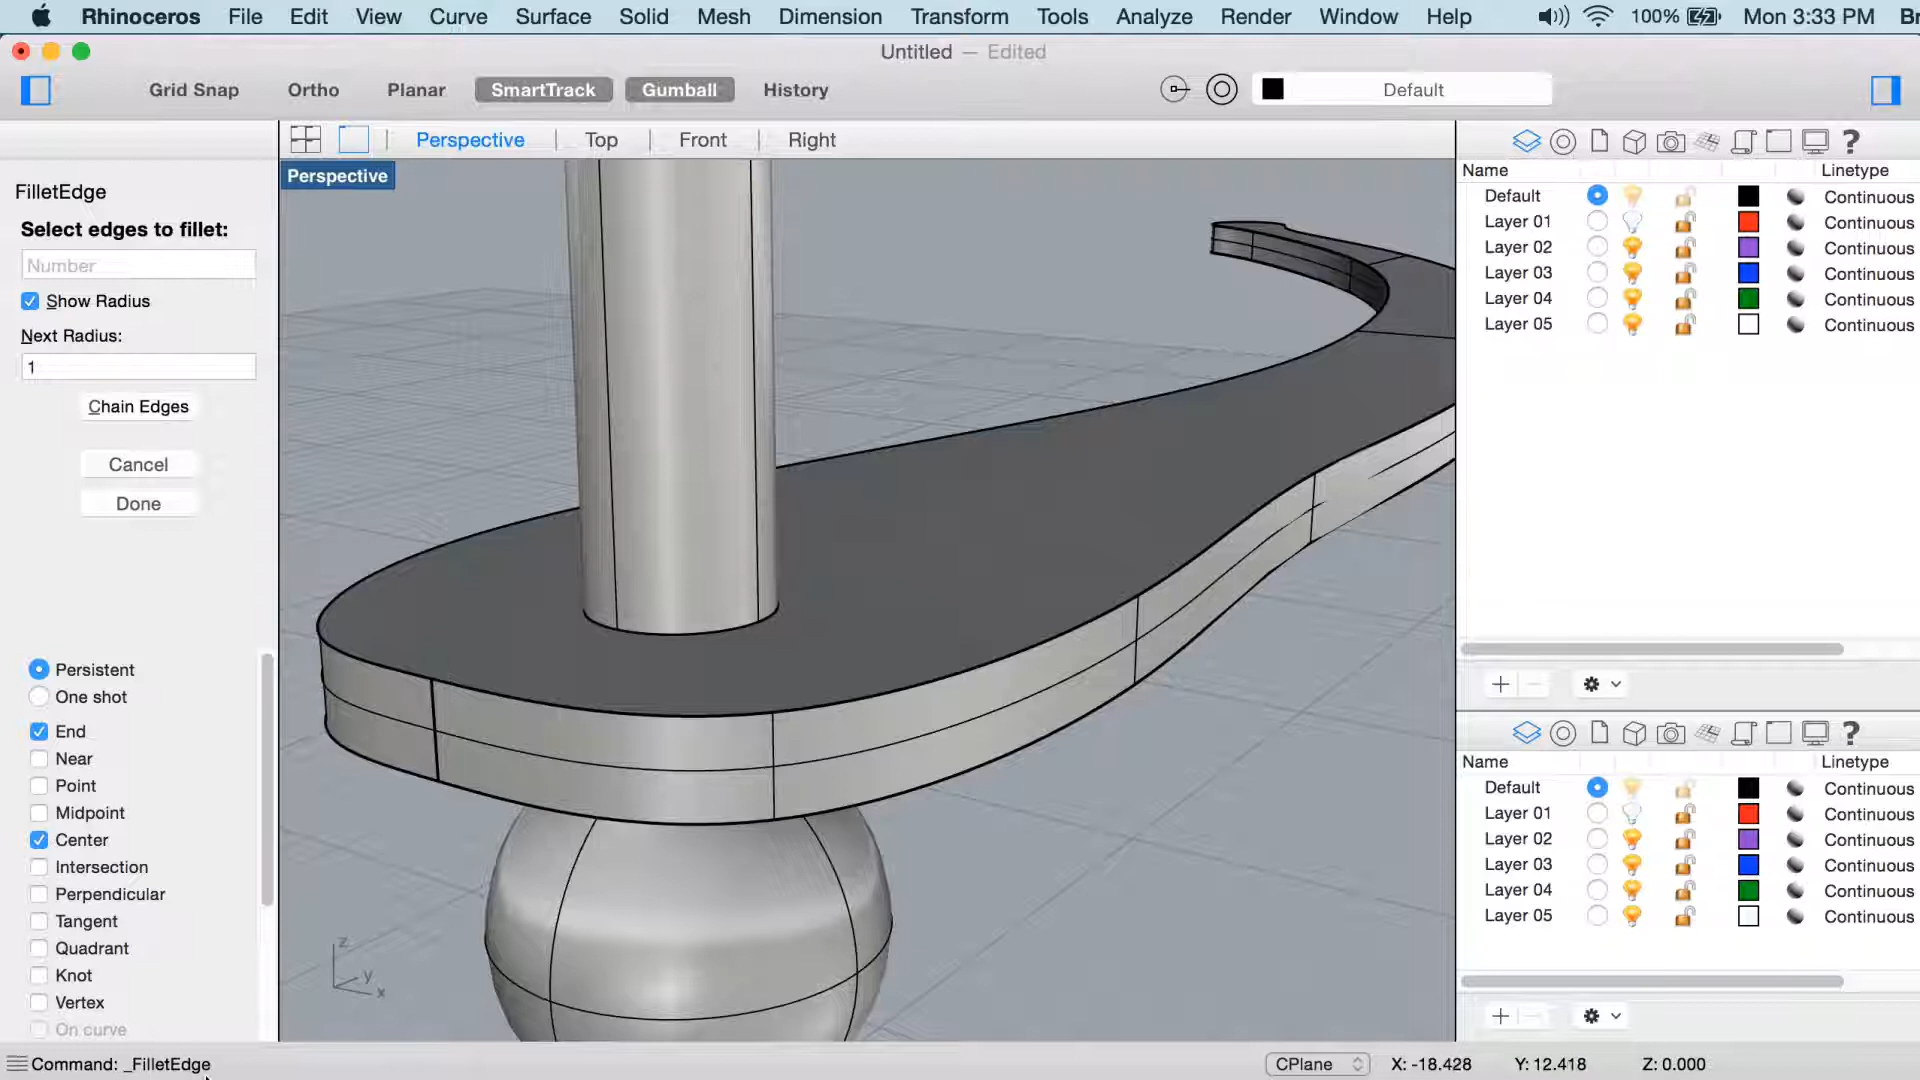 Rhinoceros File Edit View Curve Surface Solid Mesh Dimension Transform Tools Analyze Render Window Help 100% Mon 3:33 PM Br
Untitled — Edited
Grid Snap Ortho Planar SmartTrack Gumball History Default
Perspective Top Front Right
Perspective
FilletEdge
Select edges to fillet:
Number
Show Radius
Next Radius:
1
Chain Edges
Cancel
Done
Persistent
One shot
End
Near
Point
Midpoint
Center
Intersection
Perpendicular
Tangent
Quadrant
Knot
Vertex
On curve
z
y
x
Name Linetype
Default Continuous
Layer 01 Continuous
Layer 02 Continuous
Layer 03 Continuous
Layer 04 Continuous
Layer 05 Continuous
Name Linetype
Default Continuous
Layer 01 Continuous
Layer 02 Continuous
Layer 03 Continuous
Layer 04 Continuous
Layer 05 Continuous
Command: _FilletEdge CPlane X: -18.428 Y: 12.418 Z: 0.000